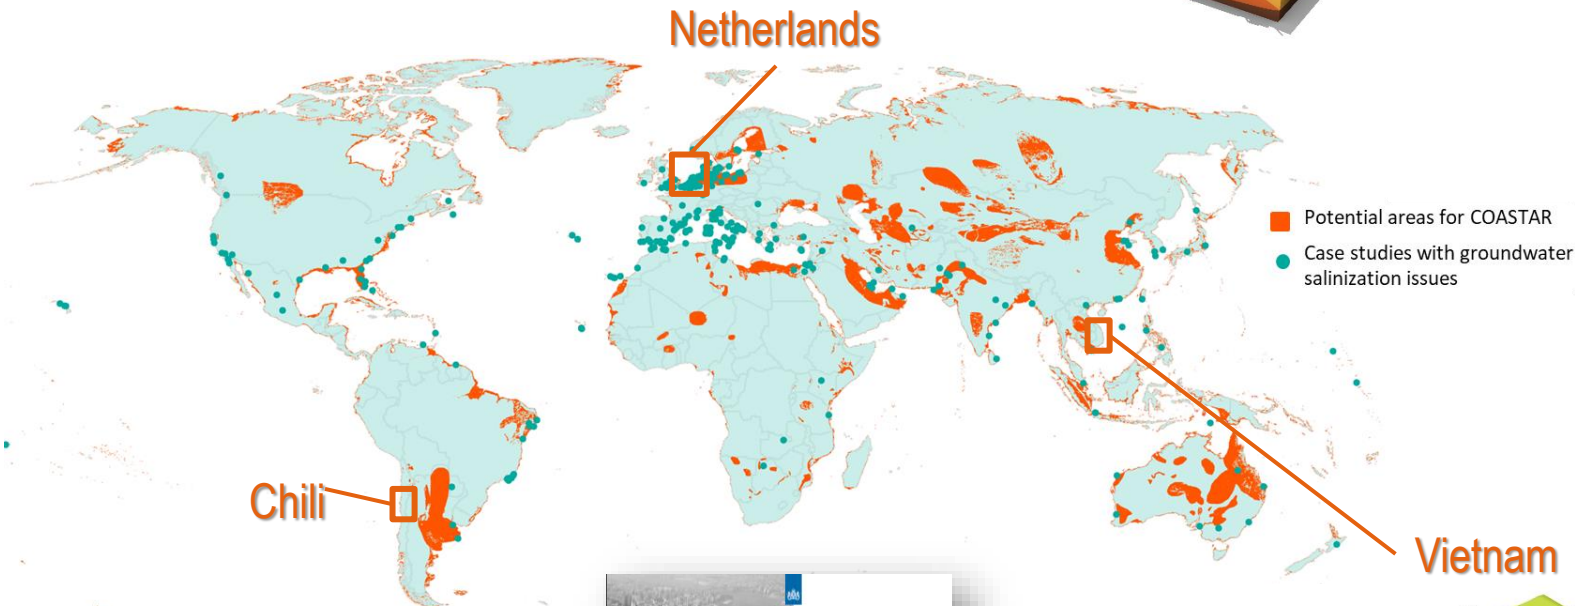 Netherlands
Potential areas for COASTAR
Case studies with groundwater
salinization issues
Chili
Vietnam